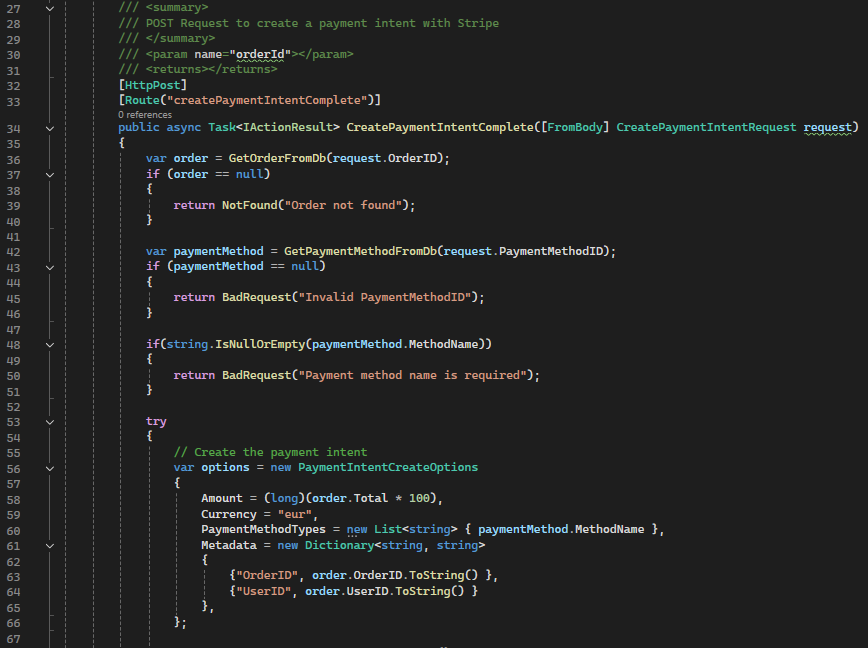 27 /// <summary>
28 /// POST Request to create a payment intent with Stripe
29 /// </summary>
30 /// <param name="orderId"></param>
31 /// <returns></returns>
32 [HttpPost]
33 [Route("createPaymentIntentComplete")]
0 references
34 public async Task<IActionResult> CreatePaymentIntentComplete([FromBody] CreatePaymentIntentRequest request)
35 {
36 var order = GetOrderFromDb(request.OrderID);
37 if (order == null)
38 {
39 return NotFound("Order not found");
40 }
41
42 var paymentMethod = GetPaymentMethodFromDb(request.PaymentMethodID);
43 if (paymentMethod == null)
44 {
45 return BadRequest("Invalid PaymentMethodID");
46 }
47
48 if(string.IsNullOrEmpty(paymentMethod.MethodName))
49 {
50 return BadRequest("Payment method name is required");
51 }
52
53 try
54 {
55 // Create the payment intent
56 var options = new PaymentIntentCreateOptions
57 {
58 Amount = (long)(order.Total * 100),
59 Currency = "eur",
60 PaymentMethodTypes = new List<string> { paymentMethod.MethodName },
61 Metadata = new Dictionary<string, string>
62 {
63 {"OrderID", order.OrderID.ToString() },
64 {"UserID", order.UserID.ToString() }
65 },
66 };
67